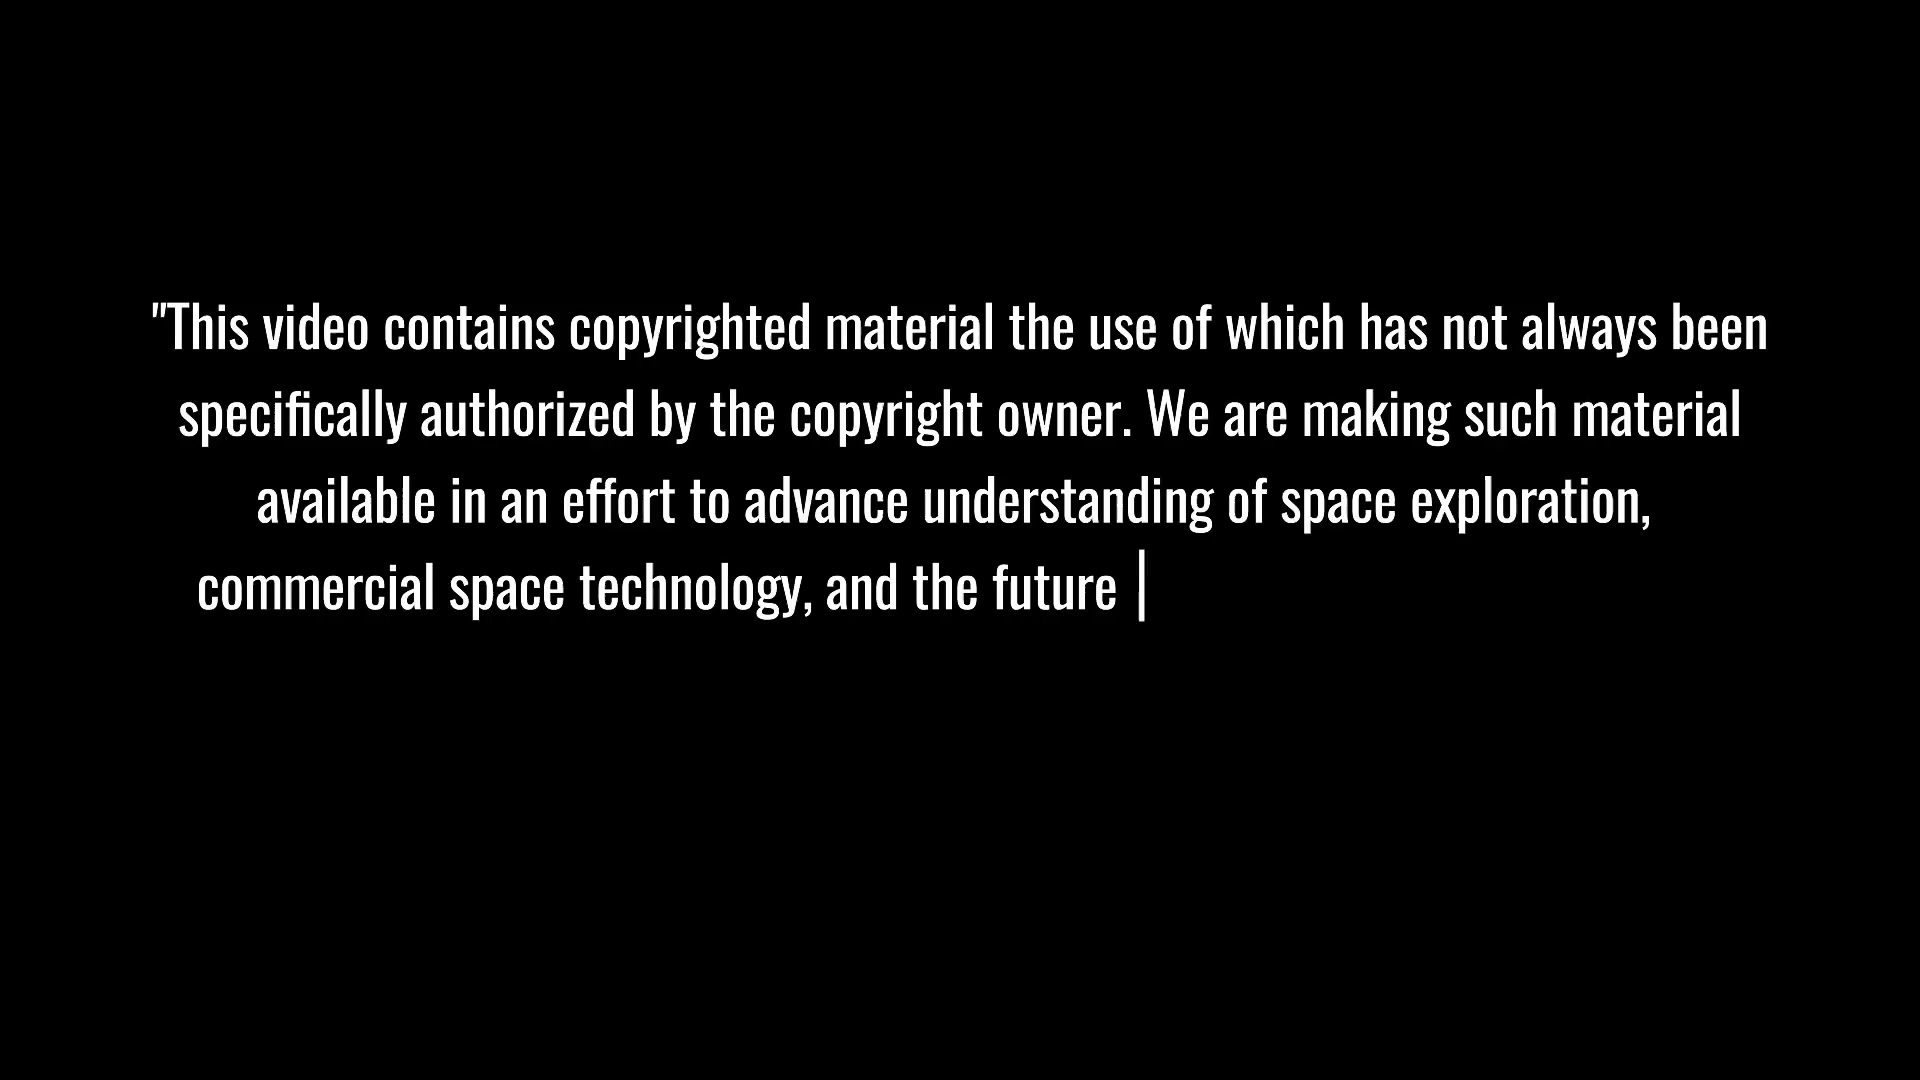 "This video contains copyrighted material the use of which has not always been
specifically authorized by the copyright owner. We are making such material
available in an effort to advance understanding of space exploration,
commercial space technology, and the future